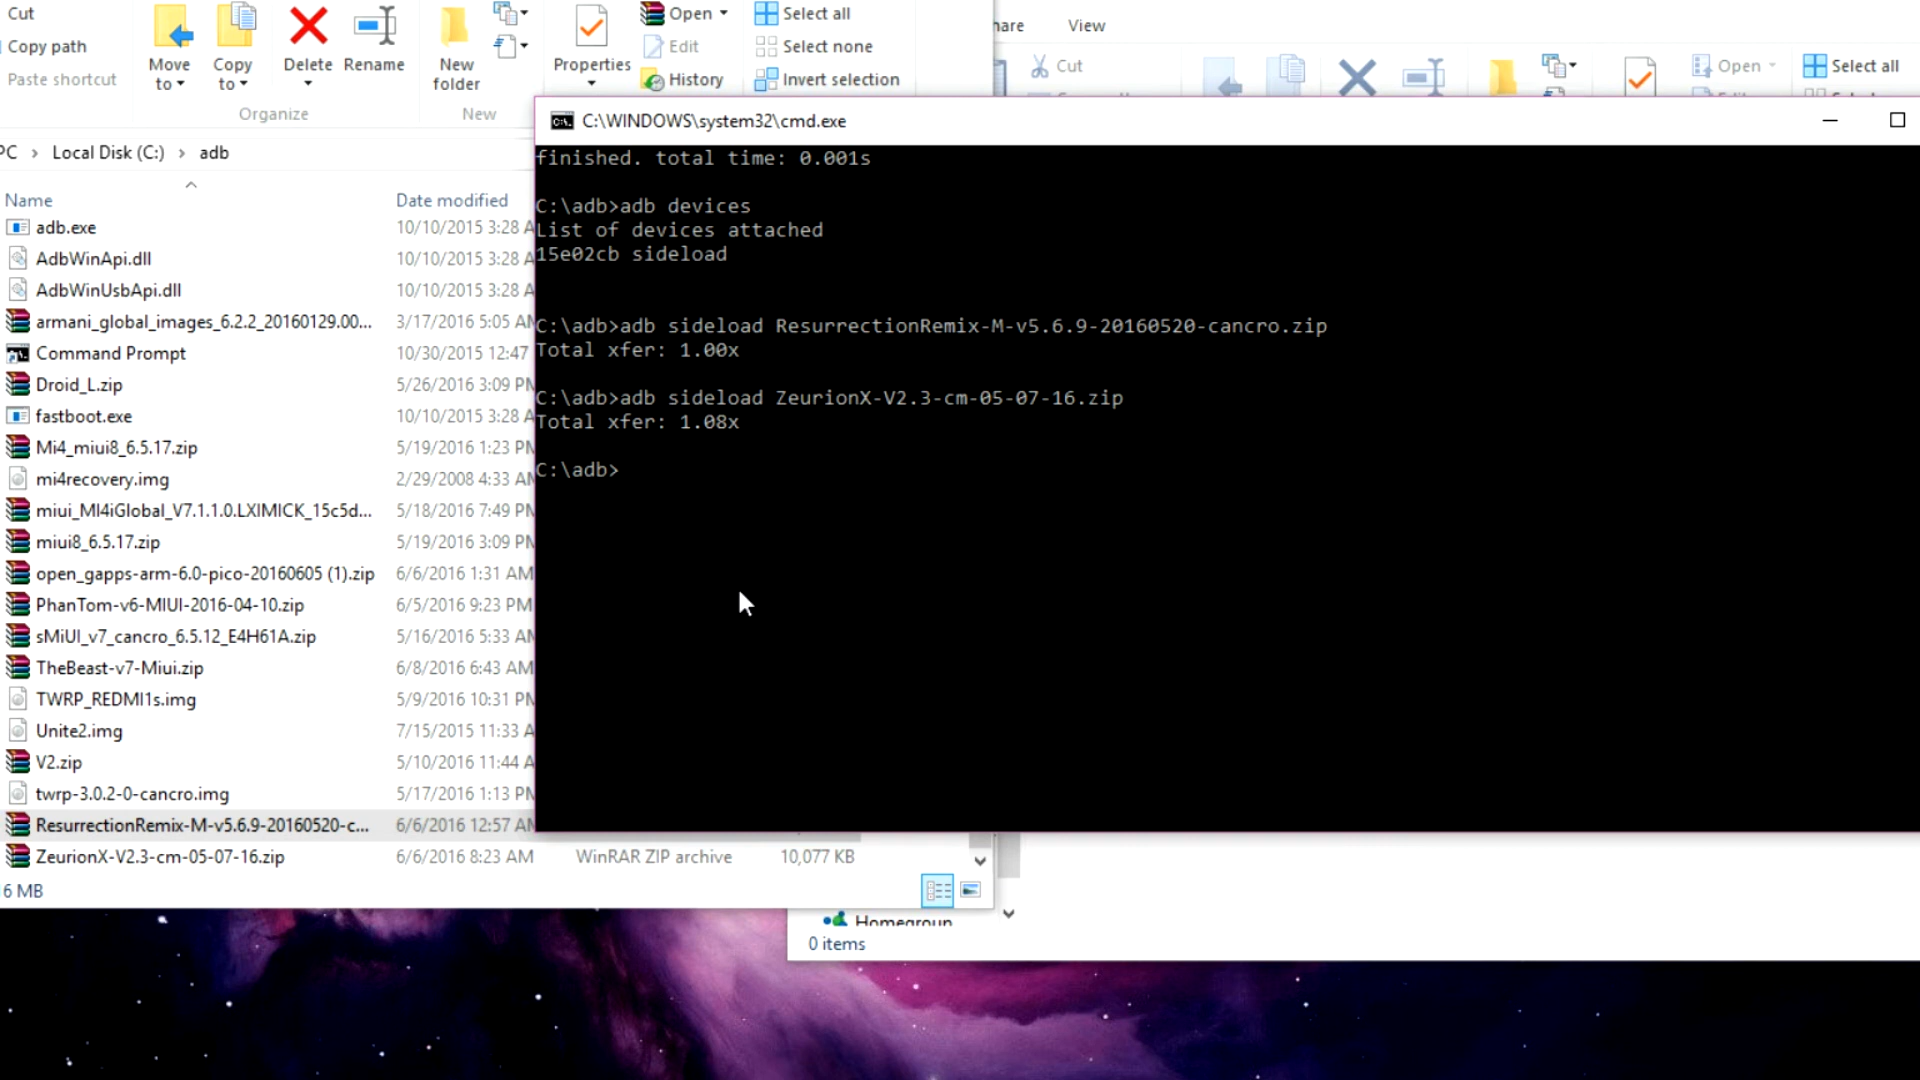 Cut
Copy path
Paste shortcut
Move to
Copy to
Delete
Rename
Organize
New folder
New
Properties
Open
Edit
History
Select all
Select none
Invert selection
View
Cut
Open
Select all
C:\WINDOWS\system32\cmd.exe
PC > Local Disk (C:) > adb
Name Date modified
adb.exe 10/10/2015 3:28 A
AdbWinApi.dll 10/10/2015 3:28 A
AdbWinUsbApi.dll 10/10/2015 3:28 A
armani_global_images_6.2.2_20160129.00... 3/17/2016 5:05 AM
Command Prompt 10/30/2015 12:47
Droid_L.zip 5/26/2016 3:09 PM
fastboot.exe 10/10/2015 3:28 A
Mi4_miui8_6.5.17.zip 5/19/2016 1:23 PM
mi4recovery.img 2/29/2008 4:33 AM
miui_MI4iGlobal_V7.1.1.0.LXIMICK_15c5d... 5/18/2016 7:49 PM
miui8_6.5.17.zip 5/19/2016 3:09 PM
open_gapps-arm-6.0-pico-20160605 (1).zip 6/6/2016 1:31 AM
PhanTom-v6-MIUI-2016-04-10.zip 6/5/2016 9:23 PM
sMiUI_v7_cancro_6.5.12_E4H61A.zip 5/16/2016 5:33 AM
TheBeast-v7-Miui.zip 6/8/2016 6:43 AM
TWRP_REDMI1s.img 5/9/2016 10:31 PM
Unite2.img 7/15/2015 11:33 A
V2.zip 5/10/2016 11:44 A
twrp-3.0.2-0-cancro.img 5/17/2016 1:13 PM
ResurrectionRemix-M-v5.6.9-20160520-c... 6/6/2016 12:57 AM
ZeurionX-V2.3-cm-05-07-16.zip 6/6/2016 8:23 AM WinRAR ZIP archive 10,077 KB
6 MB
finished. total time: 0.001s
C:\adb>adb devices
List of devices attached
15e02cb sideload
C:\adb>adb sideload ResurrectionRemix-M-v5.6.9-20160520-cancro.zip
Total xfer: 1.00x
C:\adb>adb sideload ZeurionX-V2.3-cm-05-07-16.zip
Total xfer: 1.08x
C:\adb>
Homegroup
0 items